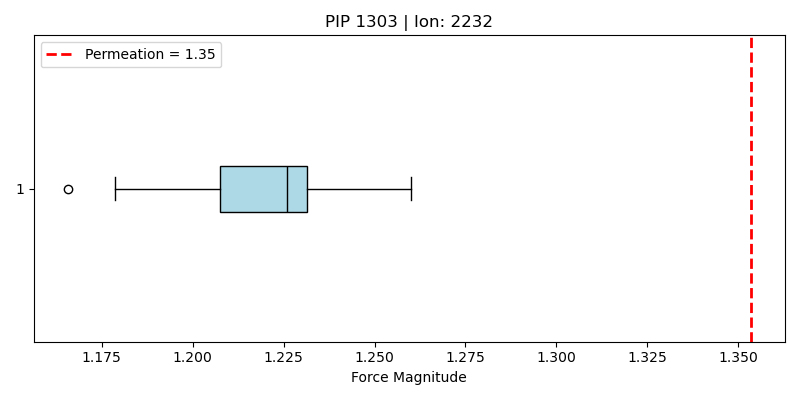 PIP 1303 | Ion: 2232
Permeation = 1.35
1
1.175 1.200 1.225 1.250 1.275 1.300 1.325 1.350
Force Magnitude